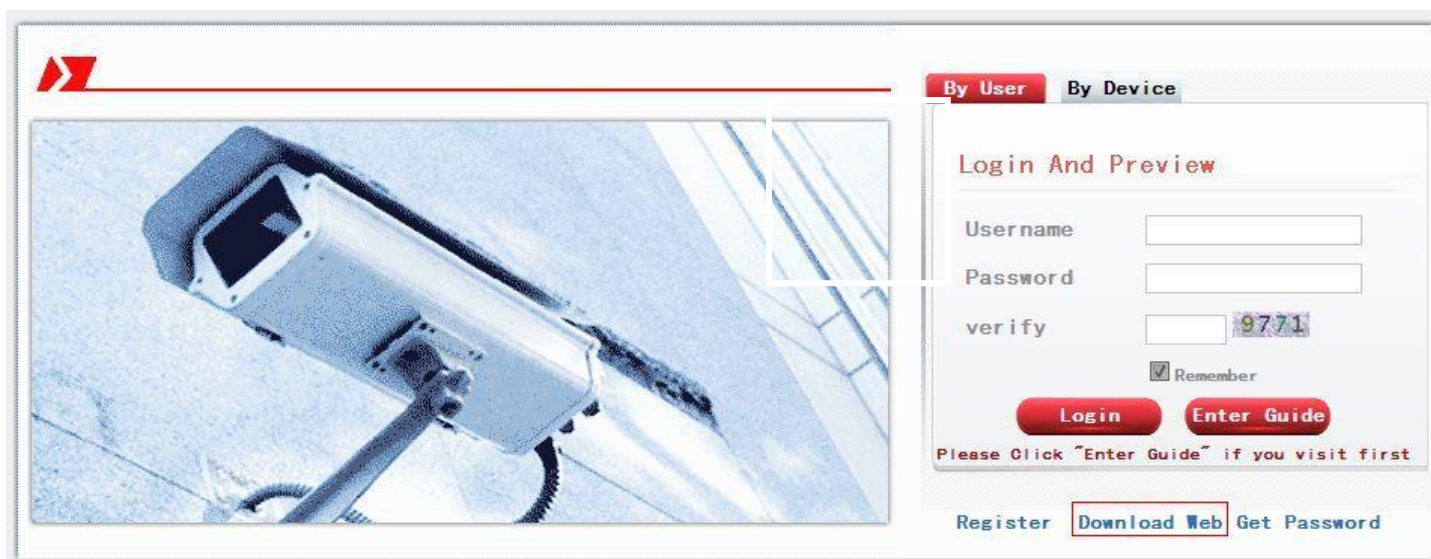 By User By Device
Login And Preview
Username
Password
verify 9771
Remember
Login Enter Guide
Please Click "Enter Guide" if you visit first
Register Download Web Get Password